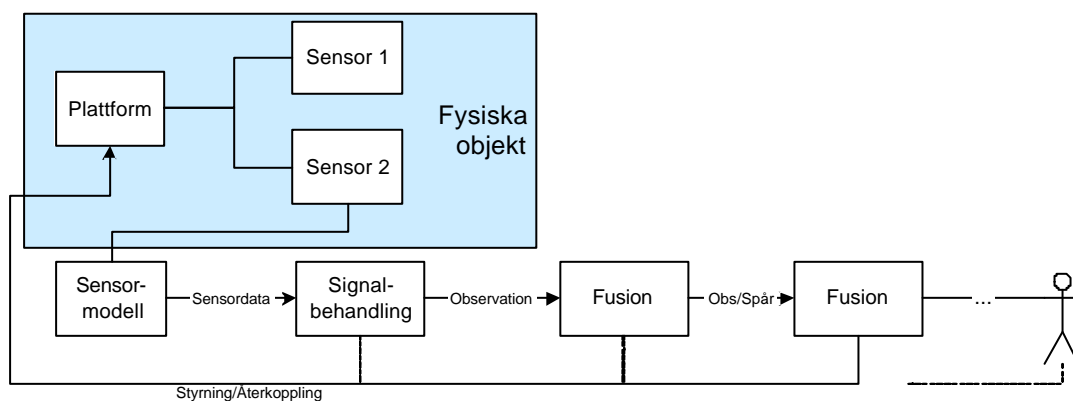 Sensor 1
Plattform
Fysiska
objekt
Sensor 2
Sensor-
modell
Sensordata
Signal-
behandling
Observation
Fusion
Obs/Spår
Fusion
...
Styrning/Återkoppling